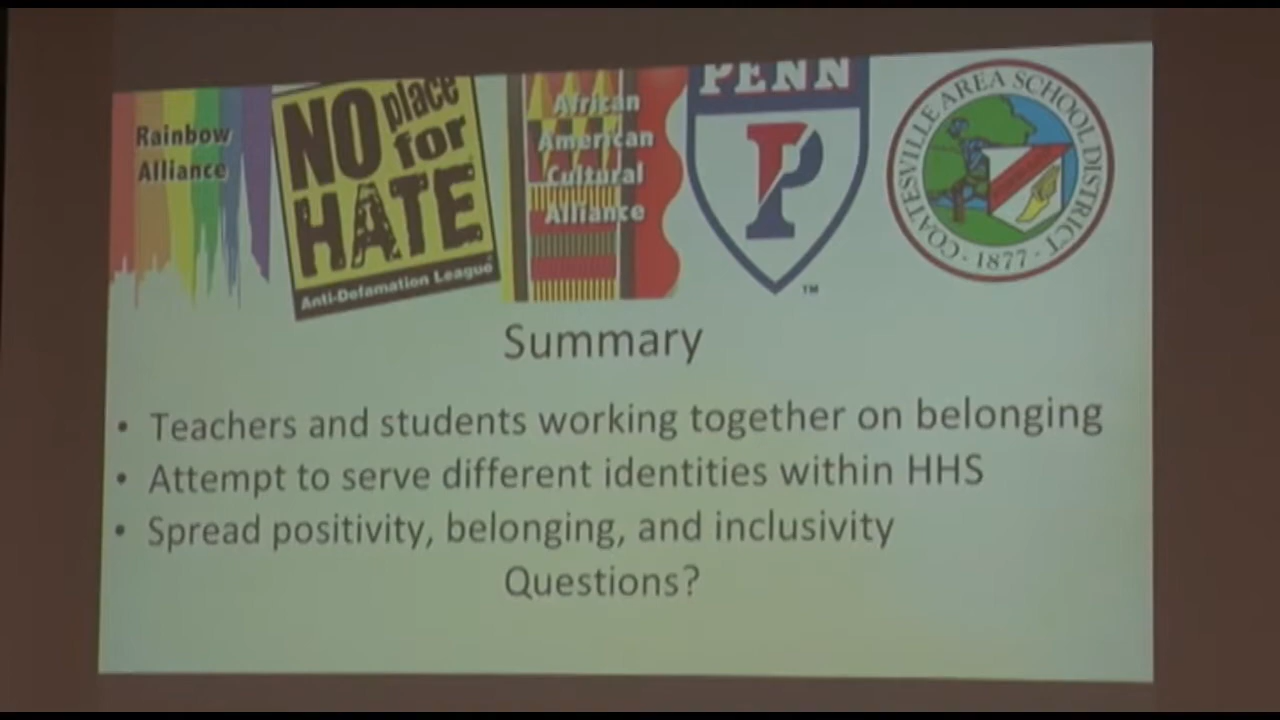 Rainbow
Alliance
NO place
for
HATE
Anti-Defamation League
African
American
Cultural
Alliance
PENN
P
TM
COATESVILLE AREA SCHOOL DISTRICT
· 1877 ·
Summary
• Teachers and students working together on belonging
• Attempt to serve different identities within HHS
• Spread positivity, belonging, and inclusivity
Questions?